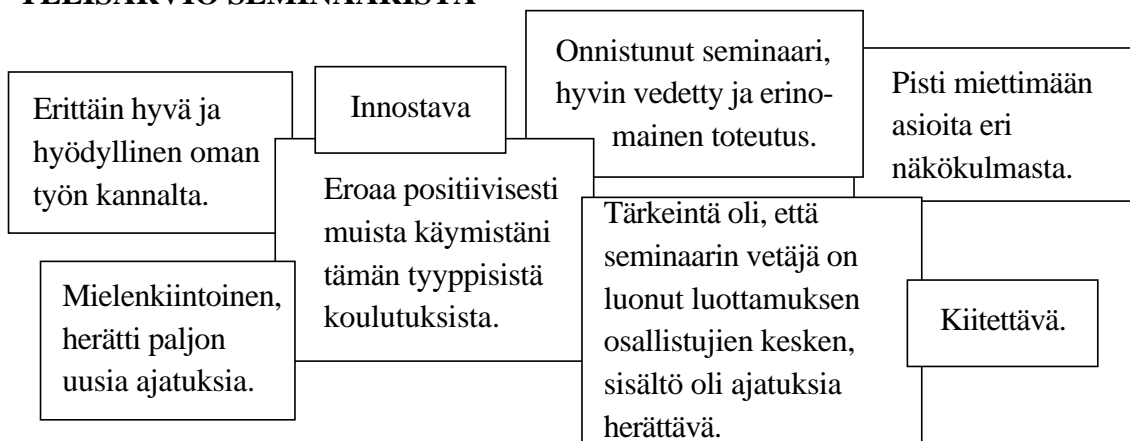 YLEISARVIO SEMINAARISTA
Erittäin hyvä ja
hyödyllinen oman
työn kannalta.
Innostava
Onnistunut seminaari,
hyvin vedetty ja erino-
mainen toteutus.
Pisti miettimään
asioita eri
näkökulmasta.
Eroaa positiivisesti
muista käymistäni
tämän tyyppisistä
koulutuksista.
Tärkeintä oli, että
seminaarin vetäjä on
luonut luottamuksen
osallistujien kesken,
sisältö oli ajatuksia
herättävä.
Mielenkiintoinen,
herätti paljon
uusia ajatuksia.
Kiitettävä.